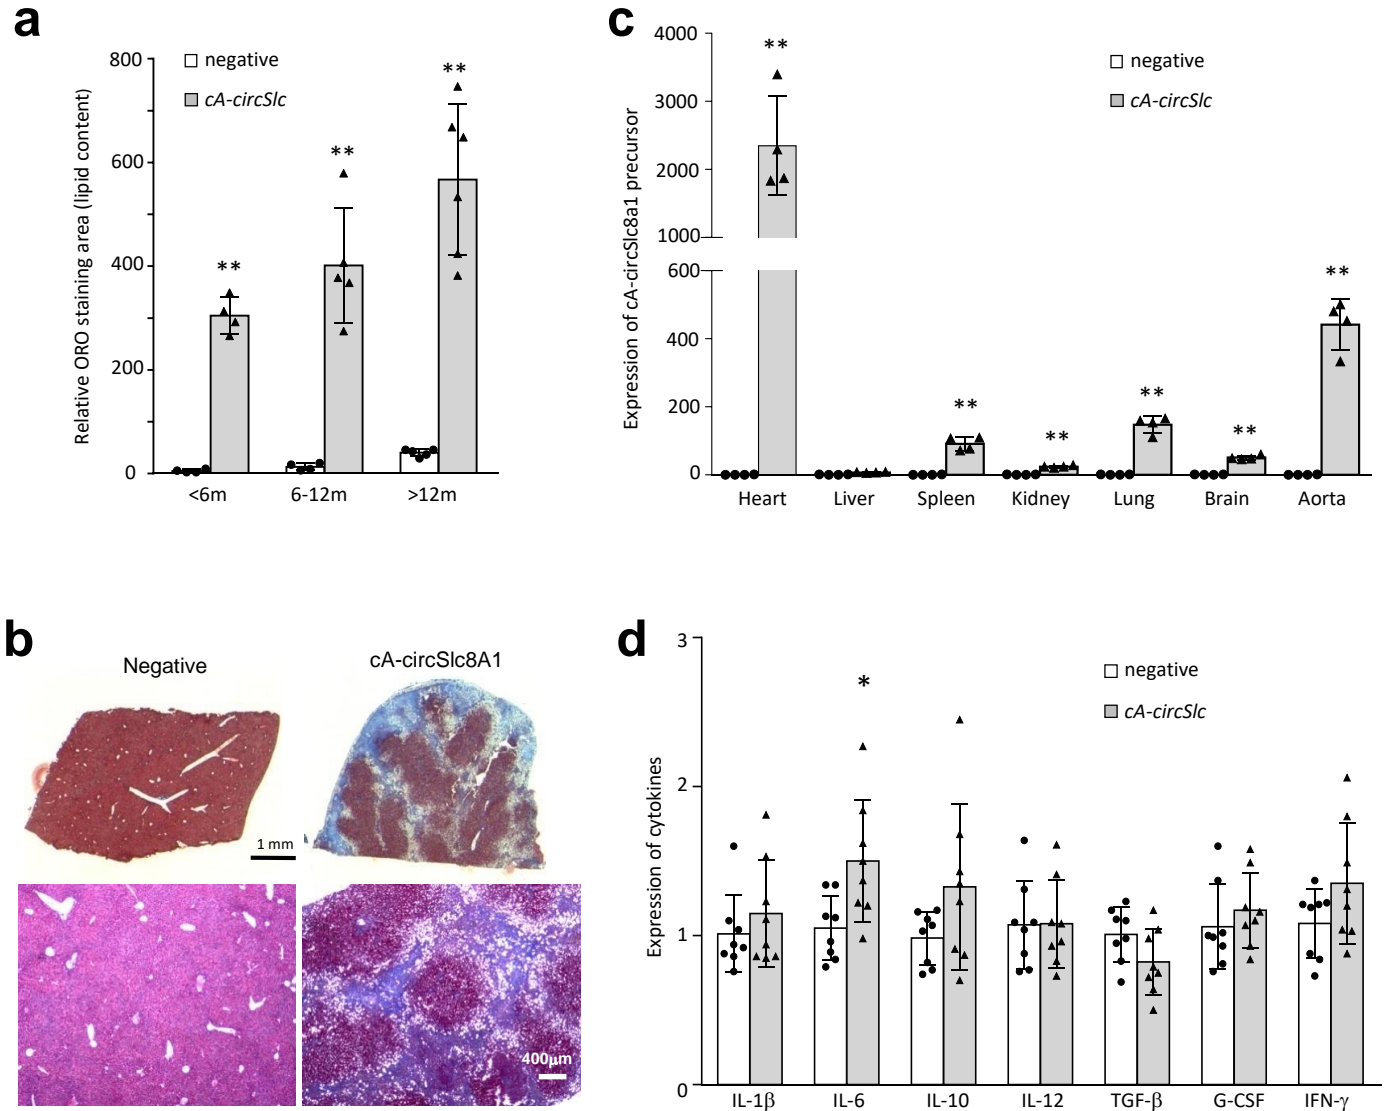 a
Relative ORO staining area (lipid content)
800
600
400
200
0
negative
cA-circSlc
**
**
**
<6m
6-12m
>12m
c
Expression of cA-circSlc8a1 precursor
4000
3000
2000
1000
600
400
200
0
negative
cA-circSlc
**
**
**
**
**
**
Heart
Liver
Spleen
Kidney
Lung
Brain
Aorta
b
Negative
cA-circSlc8A1
1 mm
400μm
d
Expression of cytokines
3
2
1
0
negative
cA-circSlc
*
IL-1β
IL-6
IL-10
IL-12
TGF-β
G-CSF
IFN-γ